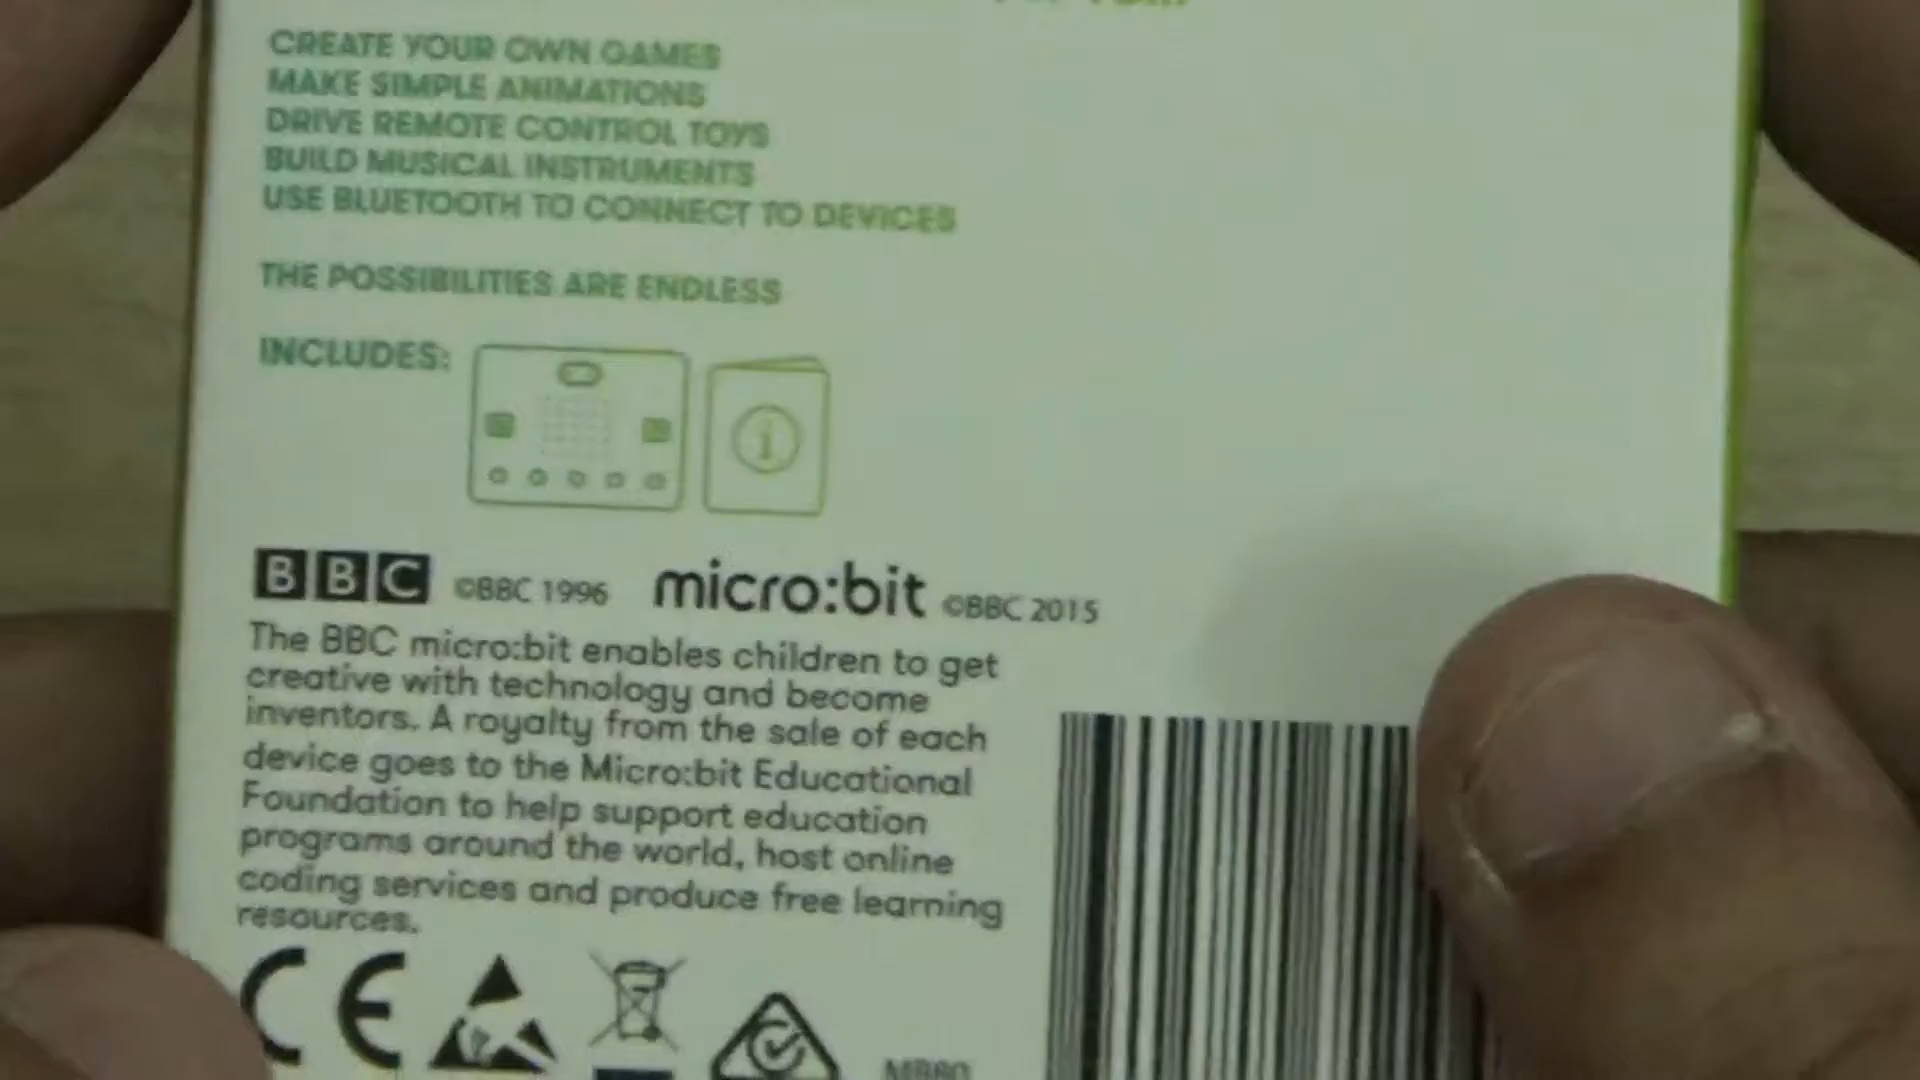 CREATE YOUR OWN GAMES
MAKE SIMPLE ANIMATIONS
DRIVE REMOTE CONTROL TOYS
BUILD MUSICAL INSTRUMENTS
USE BLUETOOTH TO CONNECT TO DEVICES
THE POSSIBILITIES ARE ENDLESS
INCLUDES:
i
BBC ©BBC 1996 micro:bit ©BBC 2015
The BBC micro:bit enables children to get
creative with technology and become
inventors. A royalty from the sale of each
device goes to the Micro:bit Educational
Foundation to help support education
programs around the world, host online
coding services and produce free learning
resources.
CE